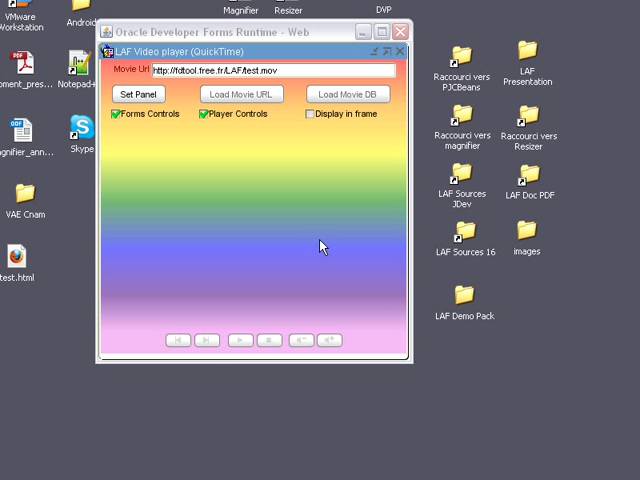 VMware
Workstation
Android
Magnifier
Resizer
DVP
Oracle Developer Forms Runtime - Web
LAF Video player (QuickTime)
Movie Url http://fdtool.free.fr/LAF/test.mov
Set Panel
Load Movie URL
Load Movie DB
Forms Controls
Player Controls
Display in frame
oment_pres...
Notepad+
agnifier_ann...
Skype
VAE Cnam
test.html
Raccourci vers
PJCBeans
LAF
Presentation
Raccourci vers
magnifier
Raccourci vers
Resizer
LAF Sources
JDev
LAF Doc PDF
LAF Sources 16
images
LAF Demo Pack